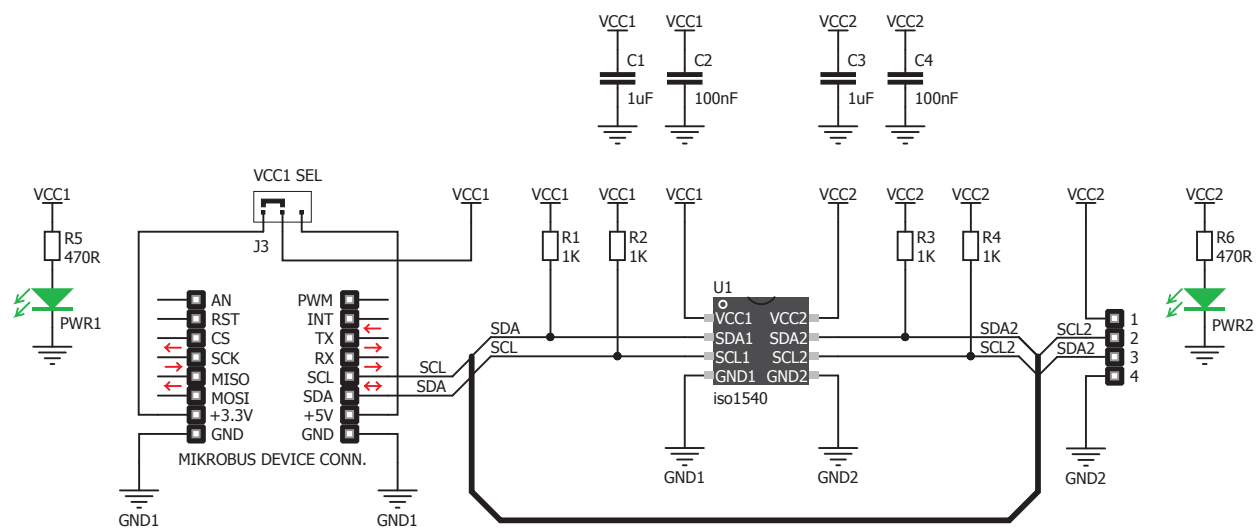 VCC1 VCC1 VCC2 VCC2
C1 C2 C3 C4
1uF 100nF 1uF 100nF
VCC1 SEL
VCC1 VCC1 VCC1 VCC1 VCC1 VCC2 VCC2 VCC2 VCC2 VCC2
R5 470R
J3
R1 1K
R2 1K
R3 1K
R4 1K
R6 470R
PWR1
AN PWM
RST INT
CS TX
SCK RX
MISO SCL
MOSI SDA
+3.3V +5V
GND GND
MIKROBUS DEVICE CONN.
GND1 GND1
SCL
SDA
SDA
SCL
U1
VCC1 VCC2
SDA1 SDA2
SCL1 SCL2
GND1 GND2
iso1540
GND1 GND2
SDA2
SCL2
SCL2
SDA2
1
2
3
4
GND2
PWR2